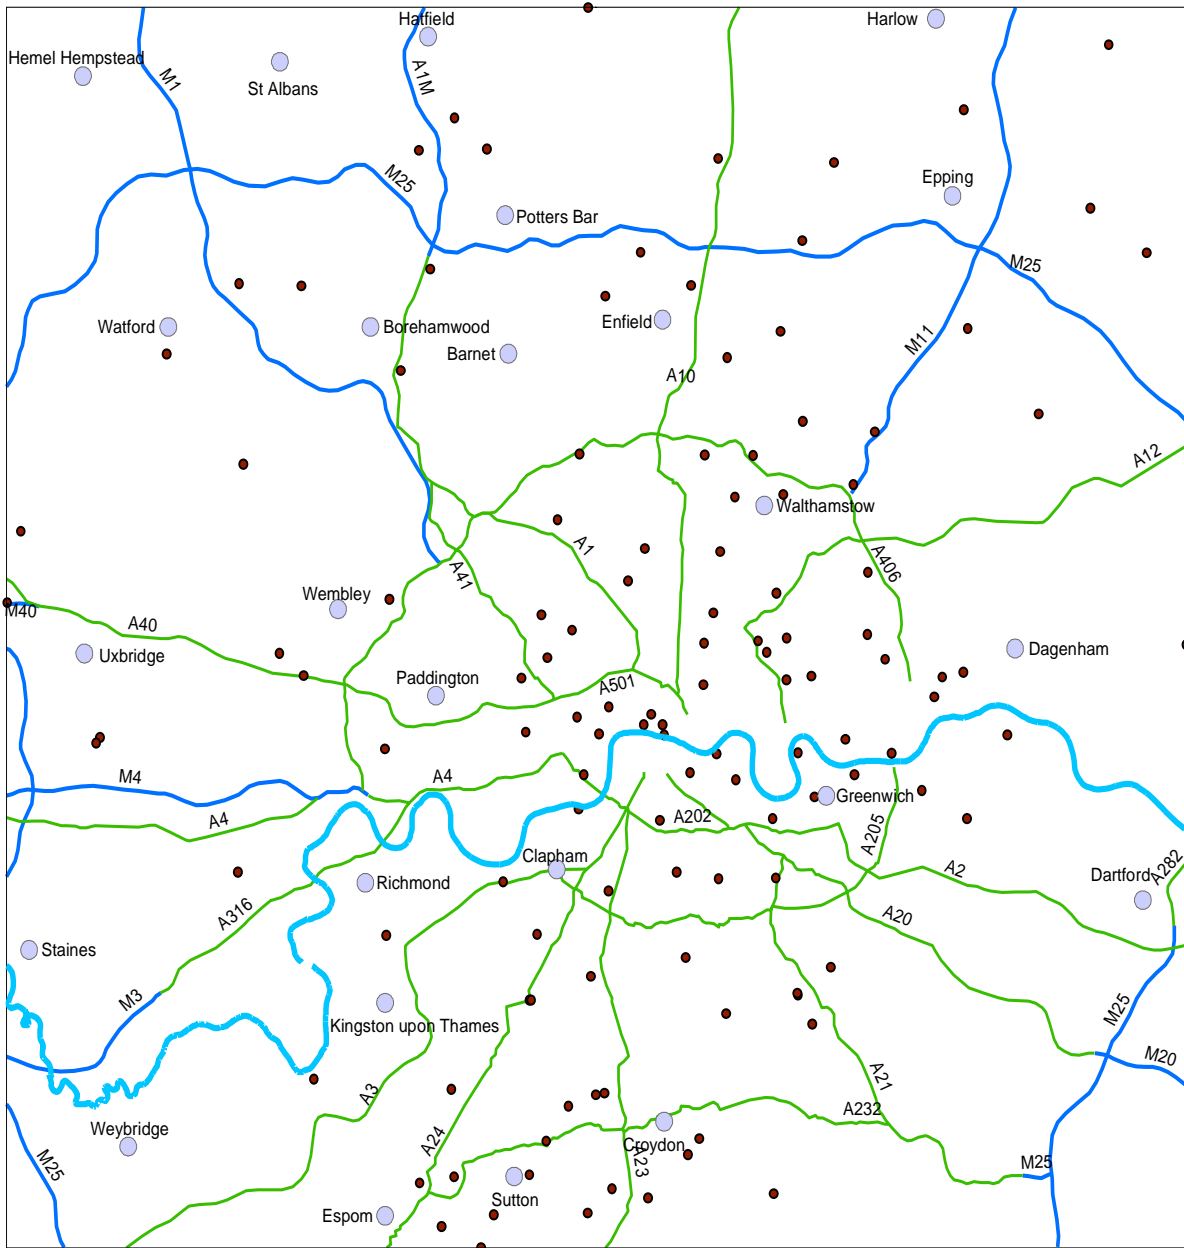 Hatfield
Harlow
Hemel Hempstead
St Albans
M1
A1M
M25
Epping
Potters Bar
M25
Watford
Borehamwood
Enfield
Barnet
M11
A10
A12
Walthamstow
A1
A406
A41
Wembley
M40
A40
Uxbridge
Dagenham
Paddington
A501
M4
A4
Greenwich
A4
A202
A205
Clapham
A2
A282
Dartford
Richmond
A316
A20
Staines
M3
M25
Kingston upon Thames
M20
A3
A21
A232
Weybridge
A24
Croydon
A23
M25
M25
Sutton
Espom